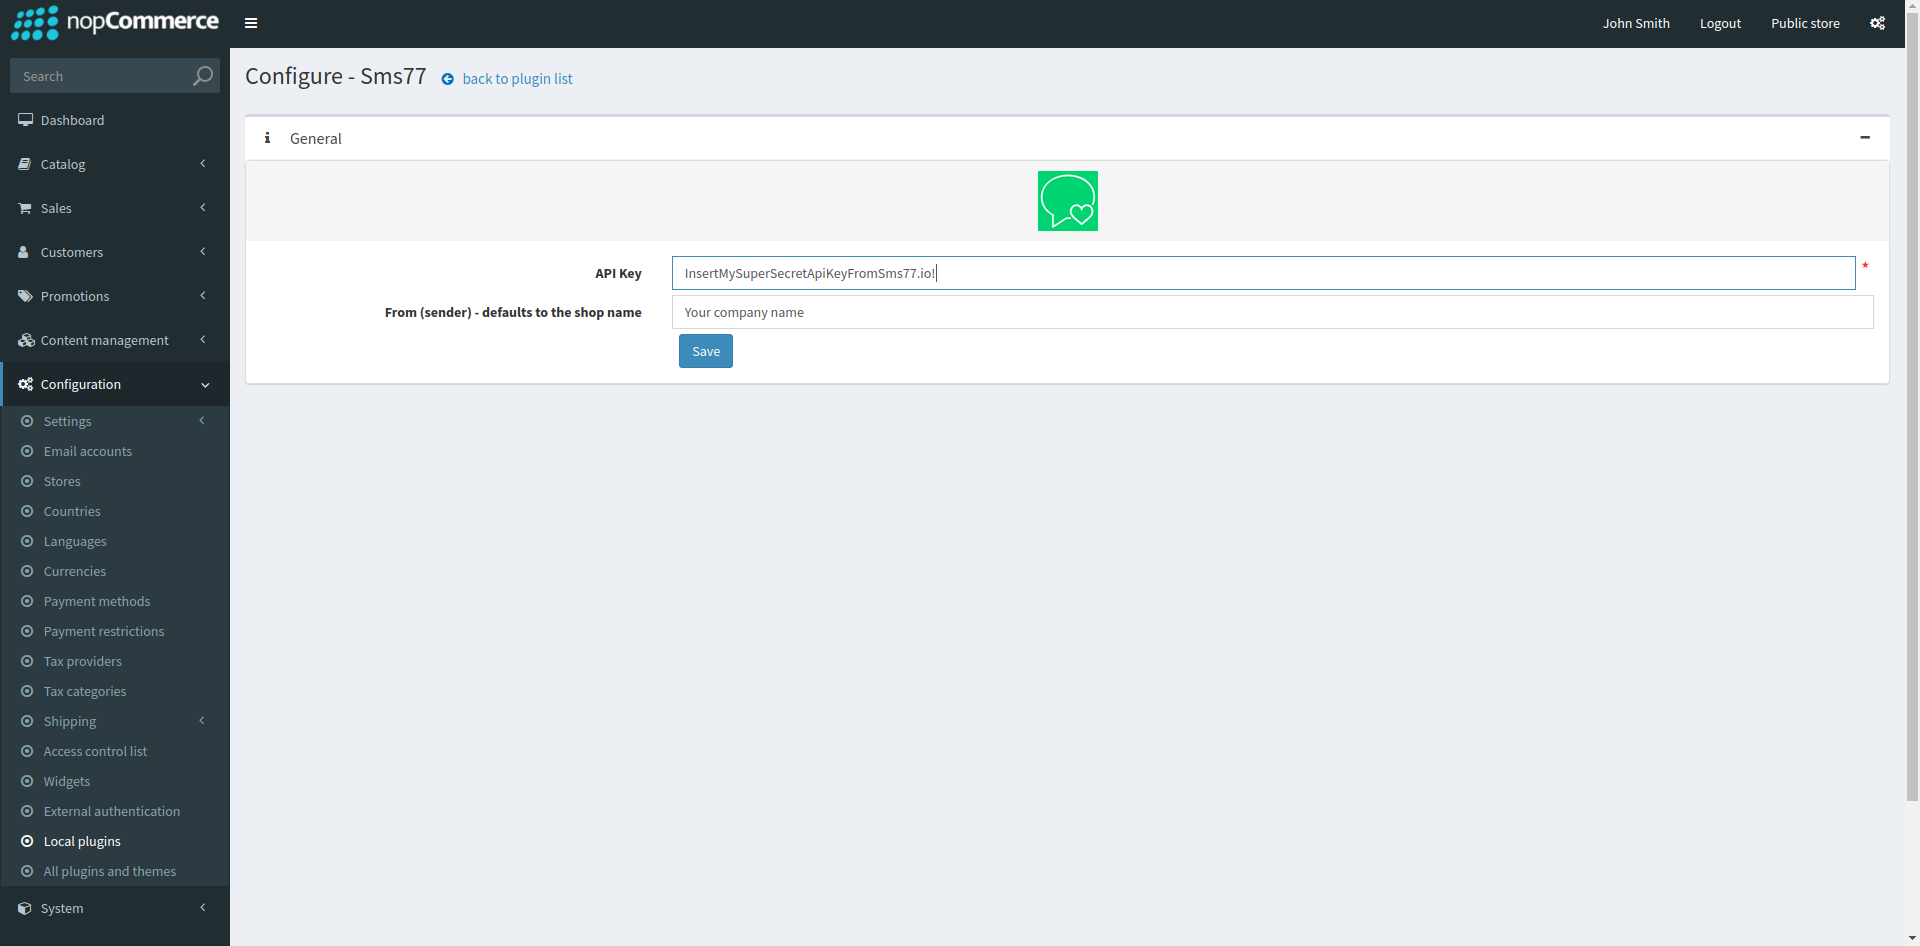 nopCommerce
John Smith
Logout
Public store
Search
Dashboard
Catalog
Sales
Customers
Promotions
Content management
Configuration
Settings
Email accounts
Stores
Countries
Languages
Currencies
Payment methods
Payment restrictions
Tax providers
Tax categories
Shipping
Access control list
Widgets
External authentication
Local plugins
All plugins and themes
System
Configure - Sms77 back to plugin list
General
API Key InsertMySuperSecretApiKeyFromSms77.io! *
From (sender) - defaults to the shop name Your company name
Save